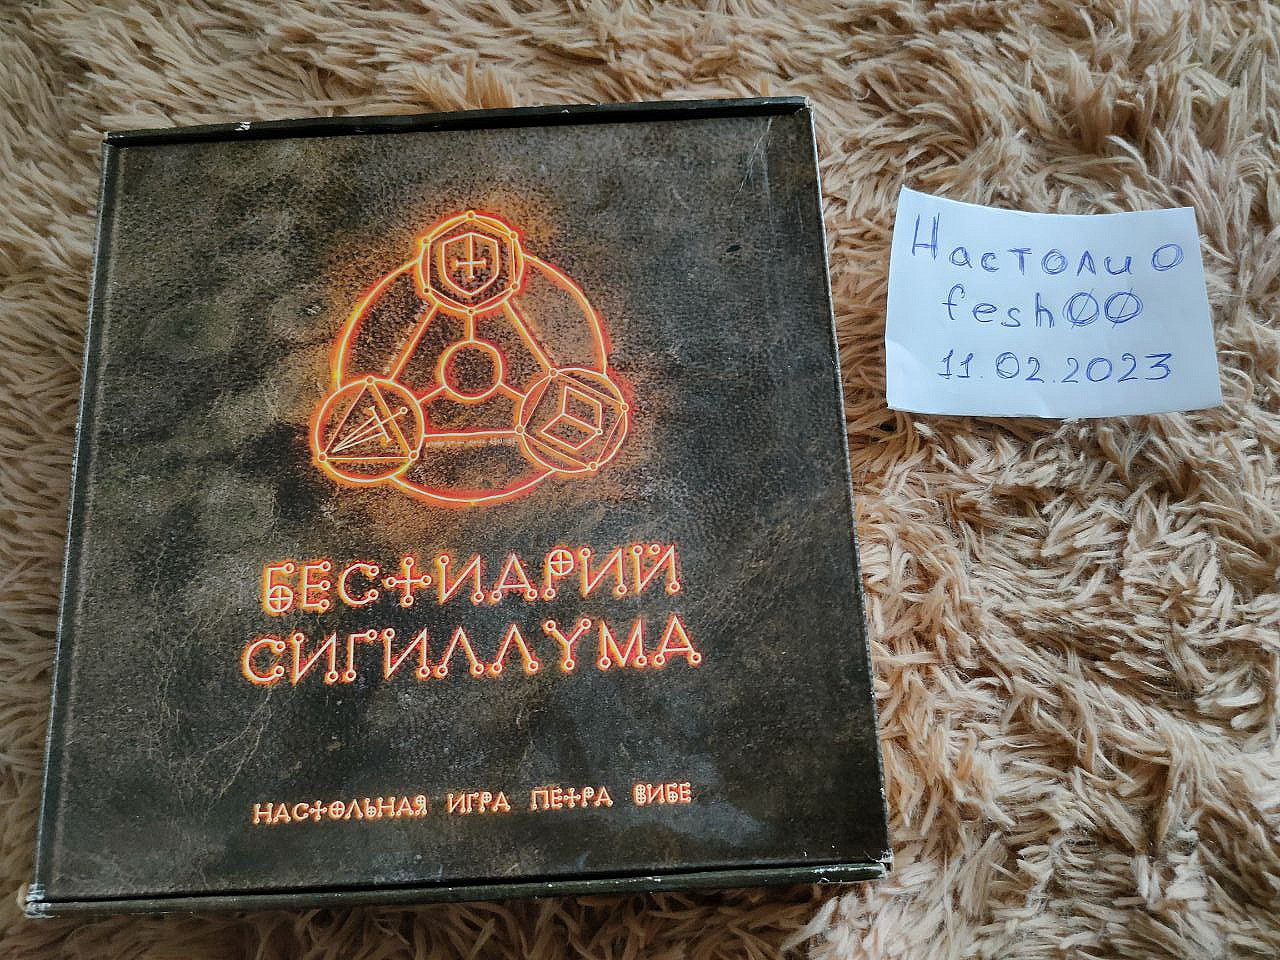 БЕСТИАРИЙ
СИГИЛЛУМА
НАСТОЛЬНАЯ ИГРА ПЕТРА ВИБЕ
Настолио
fesh00
11.02.2023